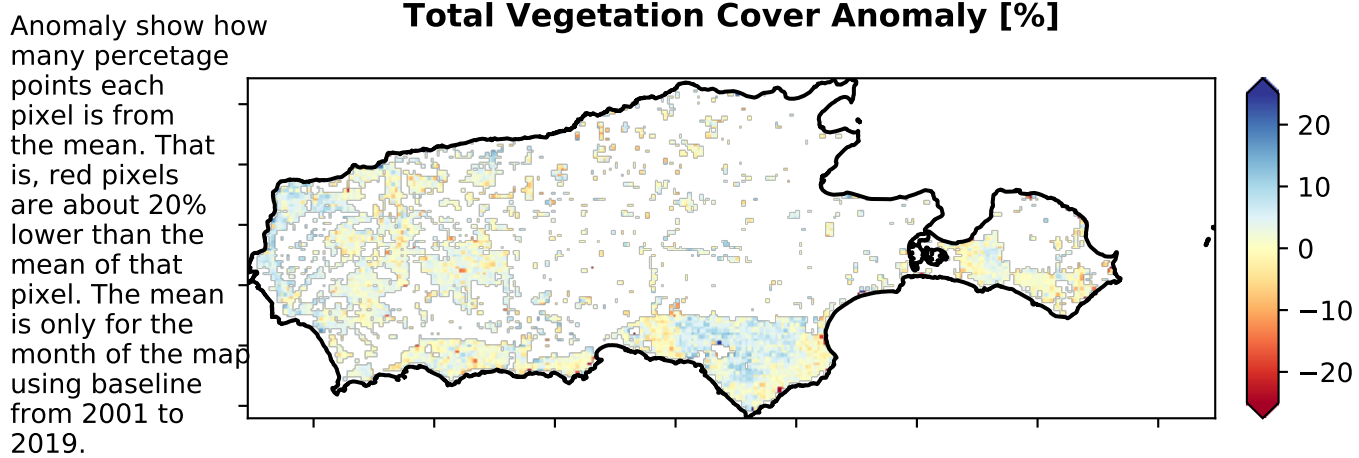 Total Vegetation Cover Anomaly [%]
Anomaly show how
many percetage
points each
pixel is from
the mean. That
is, red pixels
are about 20%
lower than the
mean of that
pixel. The mean
is only for the
month of the map
using baseline
from 2001 to
2019.
20
10
0
−10
−20